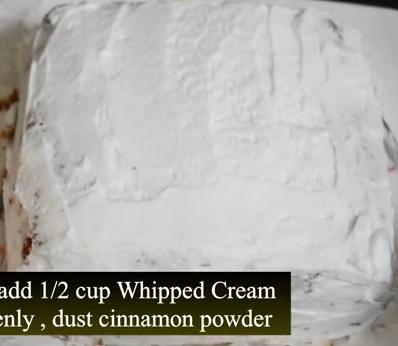 add 1/2 cup Whipped Cream
enly , dust cinnamon powder